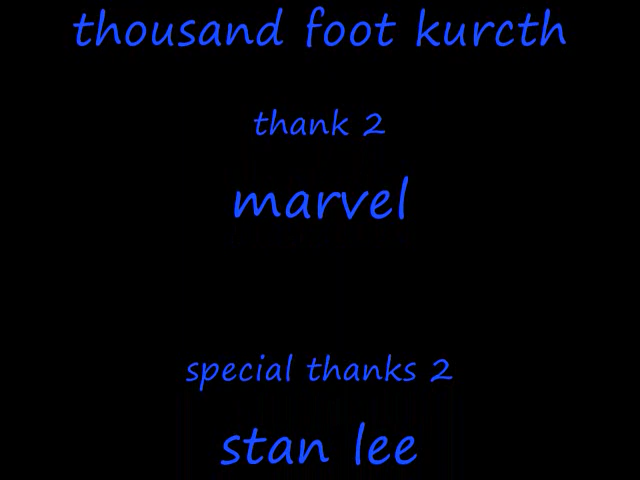 thousand foot kurcth
thank 2
marvel
special thanks 2
stan lee